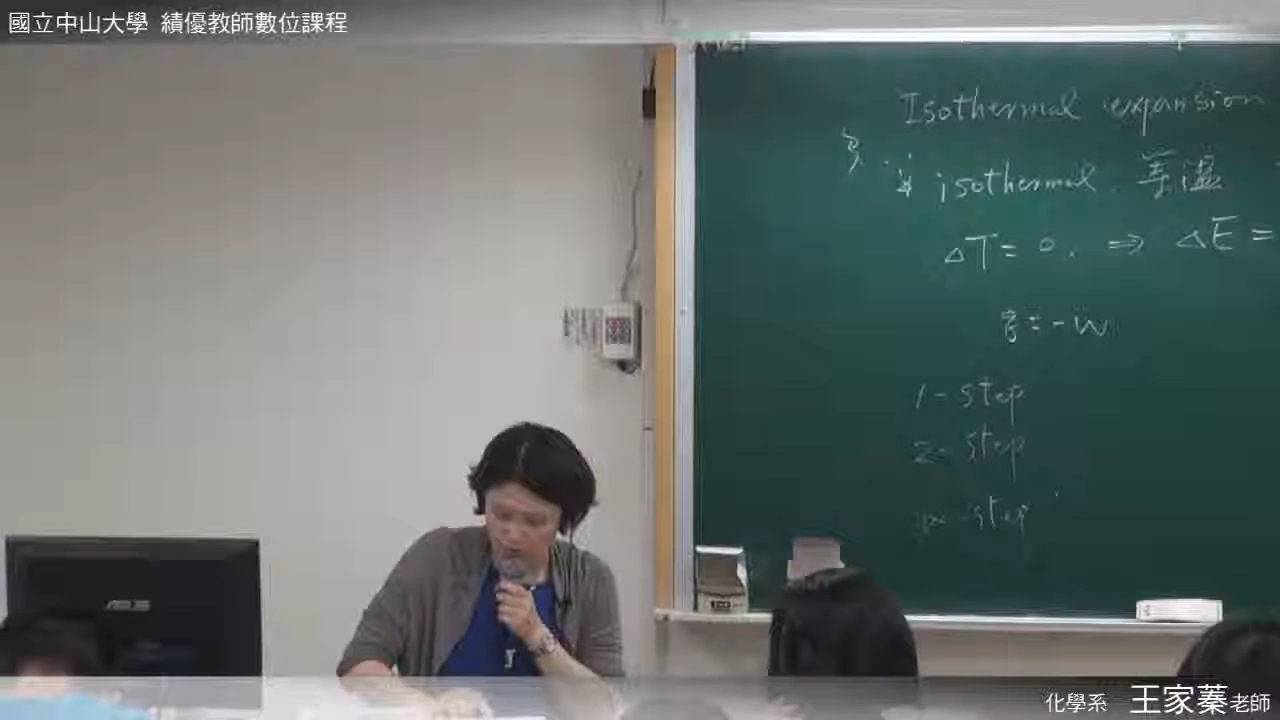 國立中山大學 績優教師數位課程
Isothermal expansion
isothermal. 等溫
ΔT = 0. ⇒ ΔE =
q = -w
1-step
2-step
∞-step
ASUS
化學系 王家蓁老師